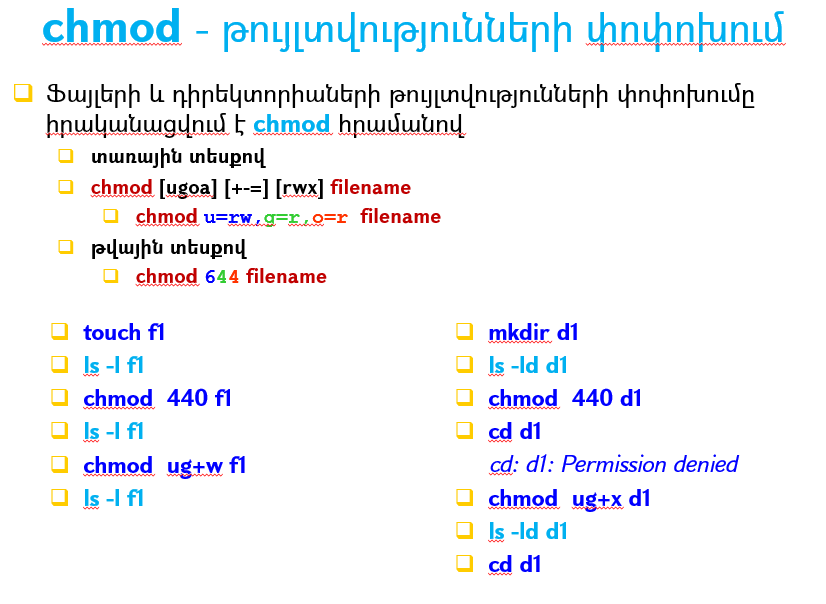 chmod - թույլտվությունների փոփոխում
Ֆայլերի և դիրեկտորիաների թույլտվությունների փոփոխումը
իրականացվում է chmod հրամանով
տառային տեսքով
chmod [ugoa] [+-=] [rwx] filename
chmod u=rw,g=r,o=r filename
թվային տեսքով
chmod 644 filename
touch f1
ls -l f1
chmod 440 f1
ls -l f1
chmod ug+w f1
ls -l f1
mkdir d1
ls -ld d1
chmod 440 d1
cd d1
cd: d1: Permission denied
chmod ug+x d1
ls -ld d1
cd d1